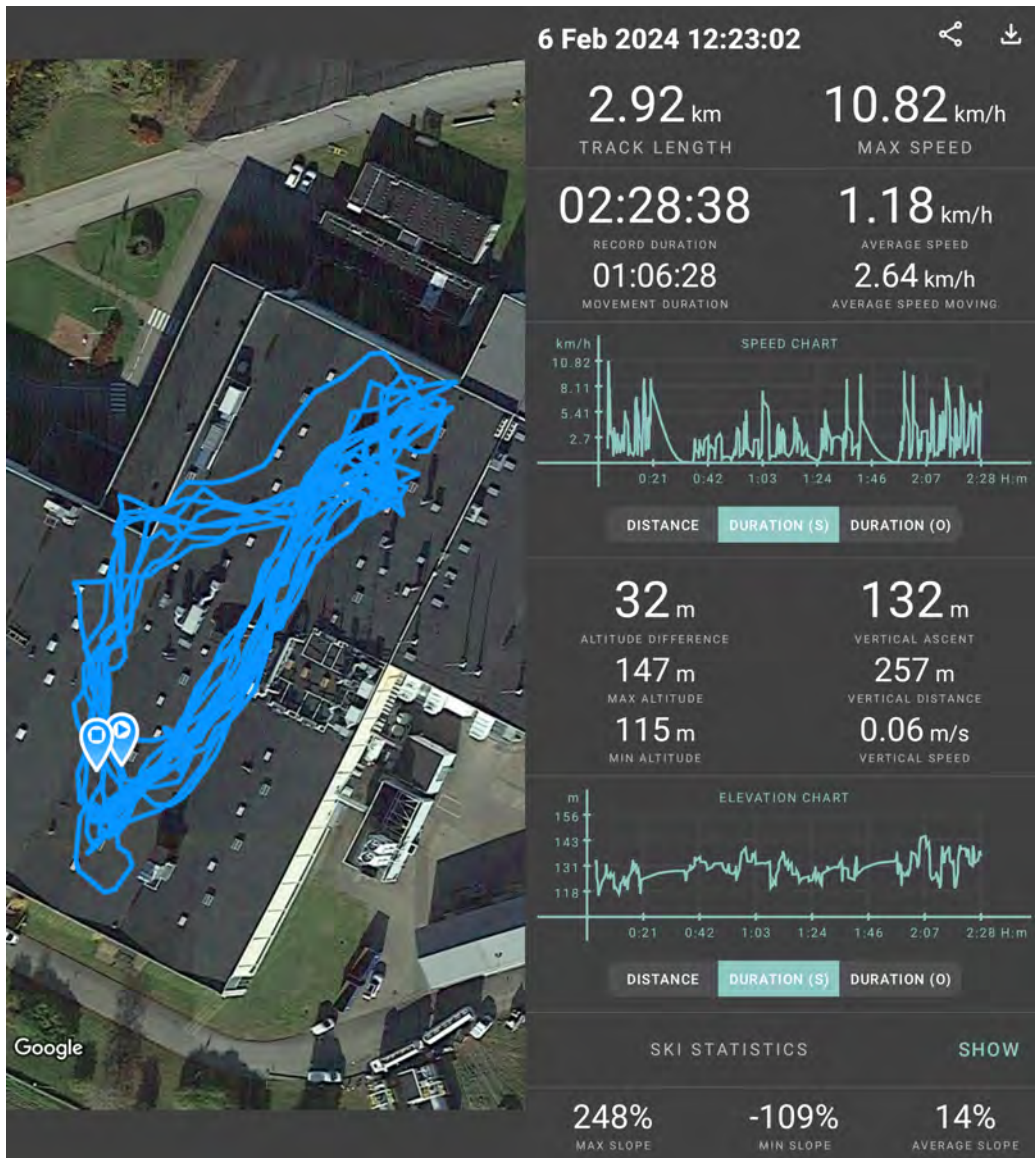 6 Feb 2024 12:23:02
2.92 km
TRACK LENGTH
10.82 km/h
MAX SPEED
02:28:38
RECORD DURATION
1.18 km/h
AVERAGE SPEED
01:06:28
MOVEMENT DURATION
2.64 km/h
AVERAGE SPEED MOVING
SPEED CHART
km/h
10.82
8.11
5.41
2.7
0:21 0:42 1:03 1:24 1:46 2:07 2:28 H:m
DISTANCE DURATION (S) DURATION (O)
32 m
ALTITUDE DIFFERENCE
132 m
VERTICAL ASCENT
147 m
MAX ALTITUDE
257 m
VERTICAL DISTANCE
115 m
MIN ALTITUDE
0.06 m/s
VERTICAL SPEED
ELEVATION CHART
m
156
143
131
118
0:21 0:42 1:03 1:24 1:46 2:07 2:28 H:m
DISTANCE DURATION (S) DURATION (O)
SKI STATISTICS SHOW
248%
MAX SLOPE
-109%
MIN SLOPE
14%
AVERAGE SLOPE
Google